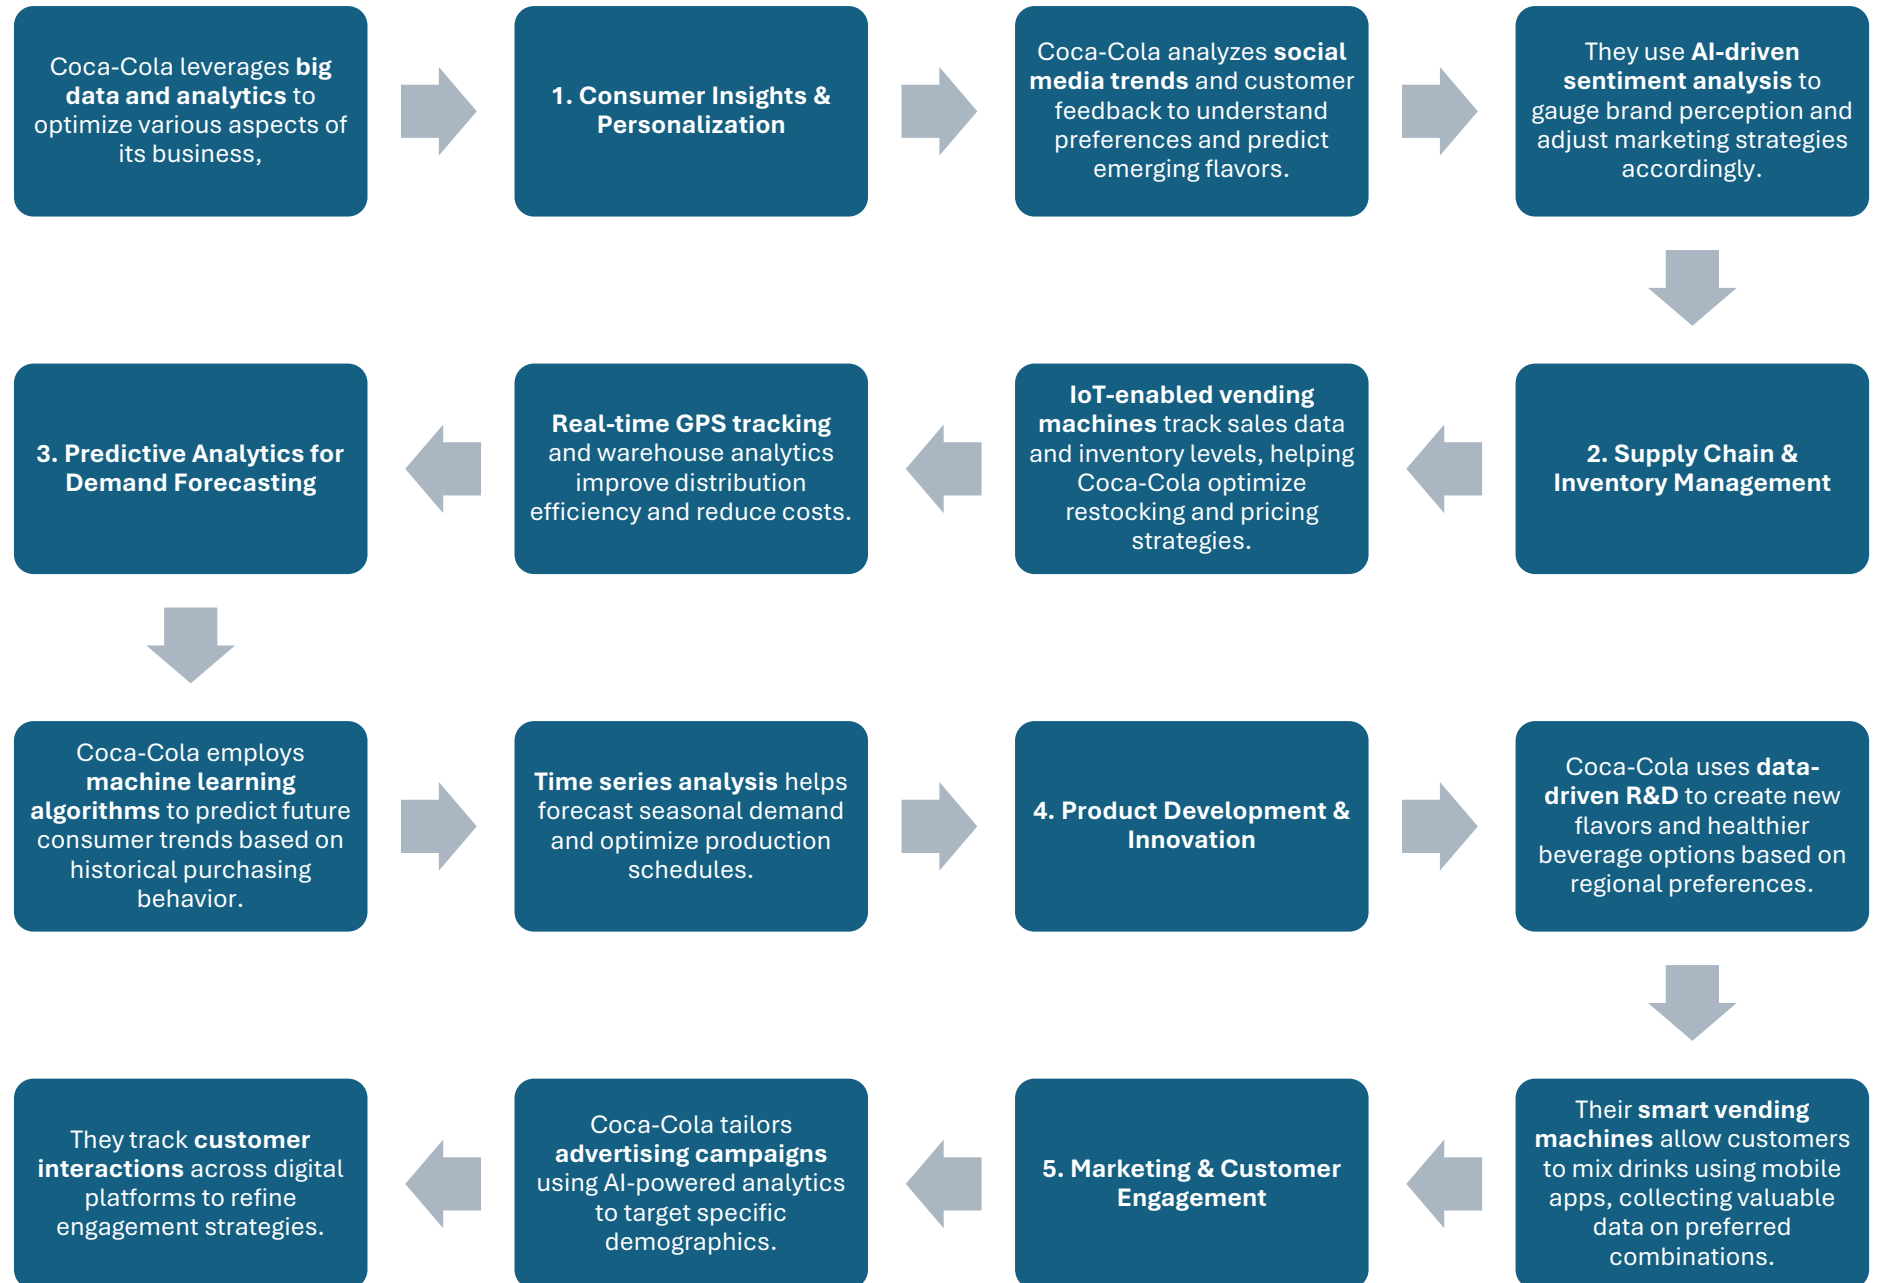 Coca-Cola leverages big
data and analytics to
optimize various aspects of
its business,
1. Consumer Insights &
Personalization
Coca-Cola analyzes social
media trends and customer
feedback to understand
preferences and predict
emerging flavors.
They use AI-driven
sentiment analysis to
gauge brand perception and
adjust marketing strategies
accordingly.
2. Supply Chain &
Inventory Management
IoT-enabled vending
machines track sales data
and inventory levels, helping
Coca-Cola optimize
restocking and pricing
strategies.
Real-time GPS tracking
and warehouse analytics
improve distribution
efficiency and reduce costs.
3. Predictive Analytics for
Demand Forecasting
Coca-Cola employs
machine learning
algorithms to predict future
consumer trends based on
historical purchasing
behavior.
Time series analysis helps
forecast seasonal demand
and optimize production
schedules.
4. Product Development &
Innovation
Coca-Cola uses data-
driven R&D to create new
flavors and healthier
beverage options based on
regional preferences.
Their smart vending
machines allow customers
to mix drinks using mobile
apps, collecting valuable
data on preferred
combinations.
5. Marketing & Customer
Engagement
Coca-Cola tailors
advertising campaigns
using AI-powered analytics
to target specific
demographics.
They track customer
interactions across digital
platforms to refine
engagement strategies.